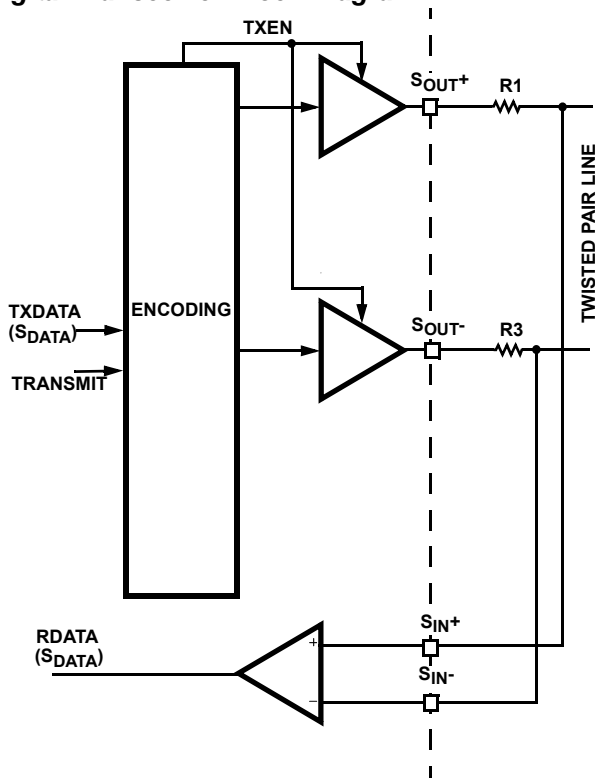 TXEN
SOUT+
R1
TWISTED PAIR LINE
TXDATA
(SDATA)
ENCODING
SOUT-
R3
TRANSMIT
RDATA
(SDATA)
SIN+
+
SIN-
–